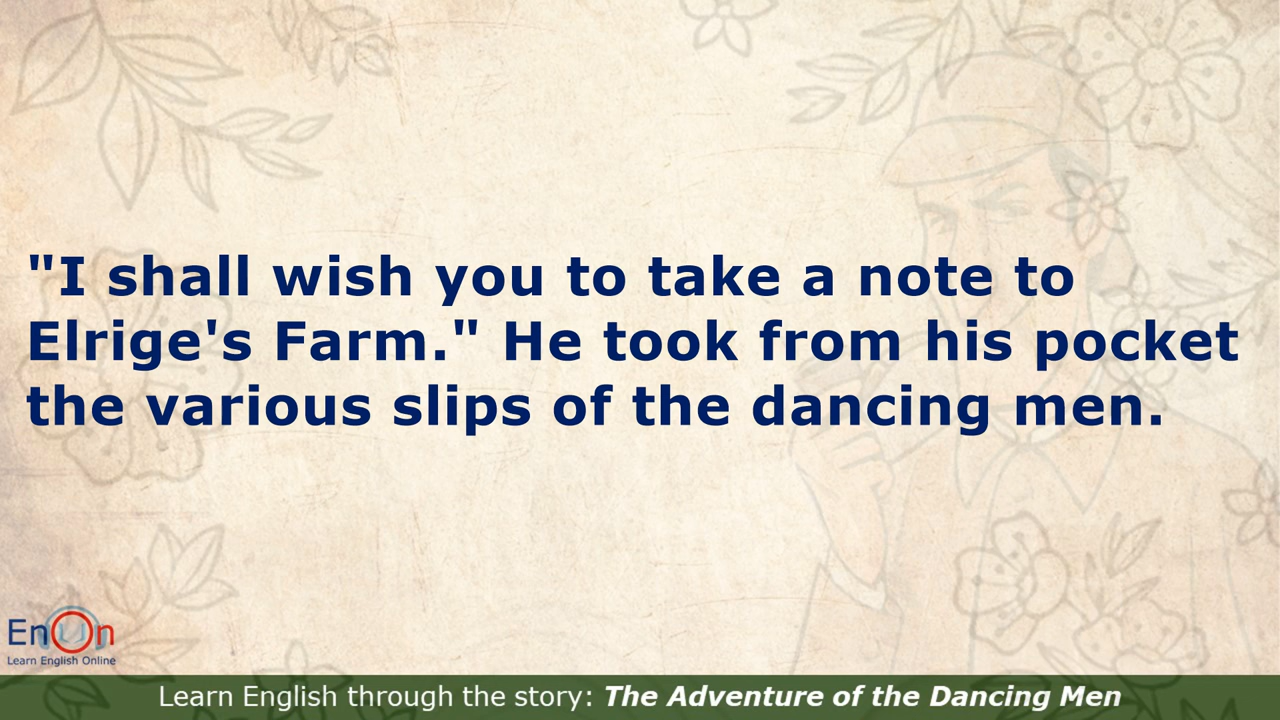 "I shall wish you to take a note to
Elrige's Farm." He took from his pocket
the various slips of the dancing men.
EnOn
Learn English Online
Learn English through the story: The Adventure of the Dancing Men